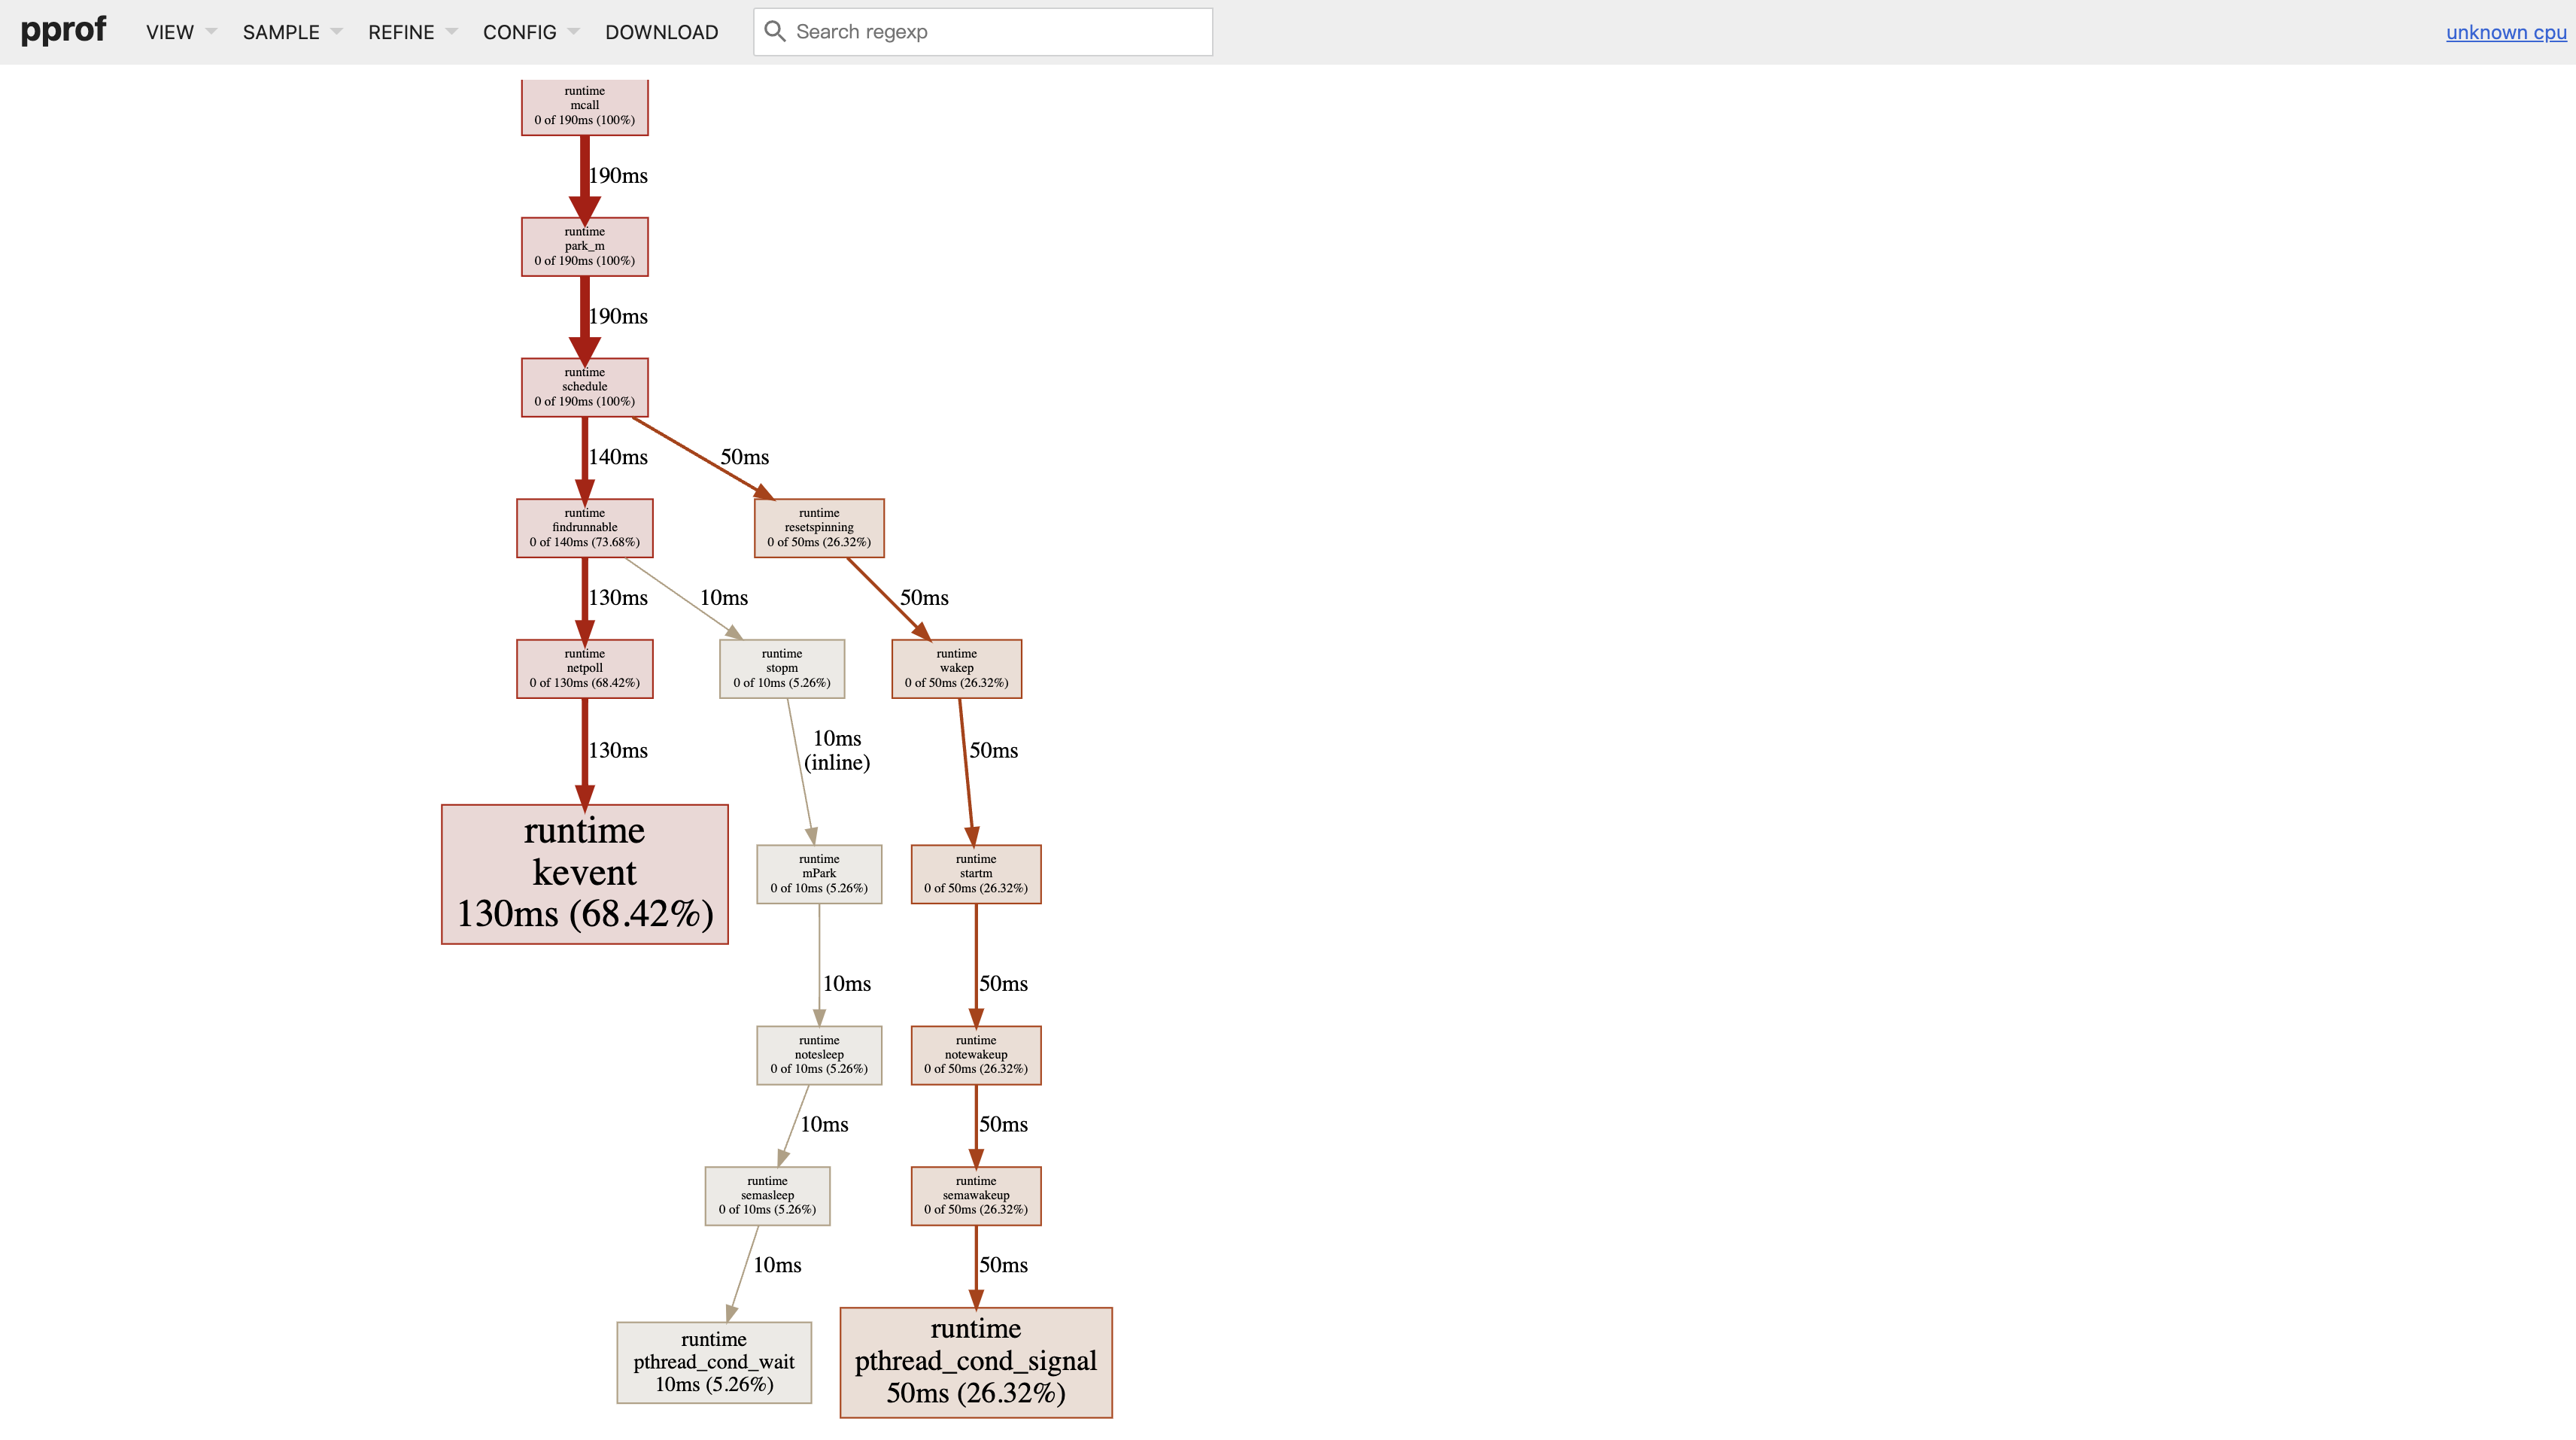 pprof
VIEW
SAMPLE
REFINE
CONFIG
DOWNLOAD
Search regexp
unknown cpu
runtime
mcall
0 of 190ms (100%)
190ms
runtime
park_m
0 of 190ms (100%)
190ms
runtime
schedule
0 of 190ms (100%)
140ms
50ms
runtime
findrunnable
0 of 140ms (73.68%)
runtime
resetspinning
0 of 50ms (26.32%)
130ms
10ms
50ms
runtime
netpoll
0 of 130ms (68.42%)
runtime
stopm
0 of 10ms (5.26%)
runtime
wakep
0 of 50ms (26.32%)
130ms
10ms
(inline)
50ms
runtime
kevent
130ms (68.42%)
runtime
mPark
0 of 10ms (5.26%)
runtime
startm
0 of 50ms (26.32%)
10ms
50ms
runtime
notesleep
0 of 10ms (5.26%)
runtime
notewakeup
0 of 50ms (26.32%)
10ms
50ms
runtime
semasleep
0 of 10ms (5.26%)
runtime
semawakeup
0 of 50ms (26.32%)
10ms
50ms
runtime
pthread_cond_wait
10ms (5.26%)
runtime
pthread_cond_signal
50ms (26.32%)